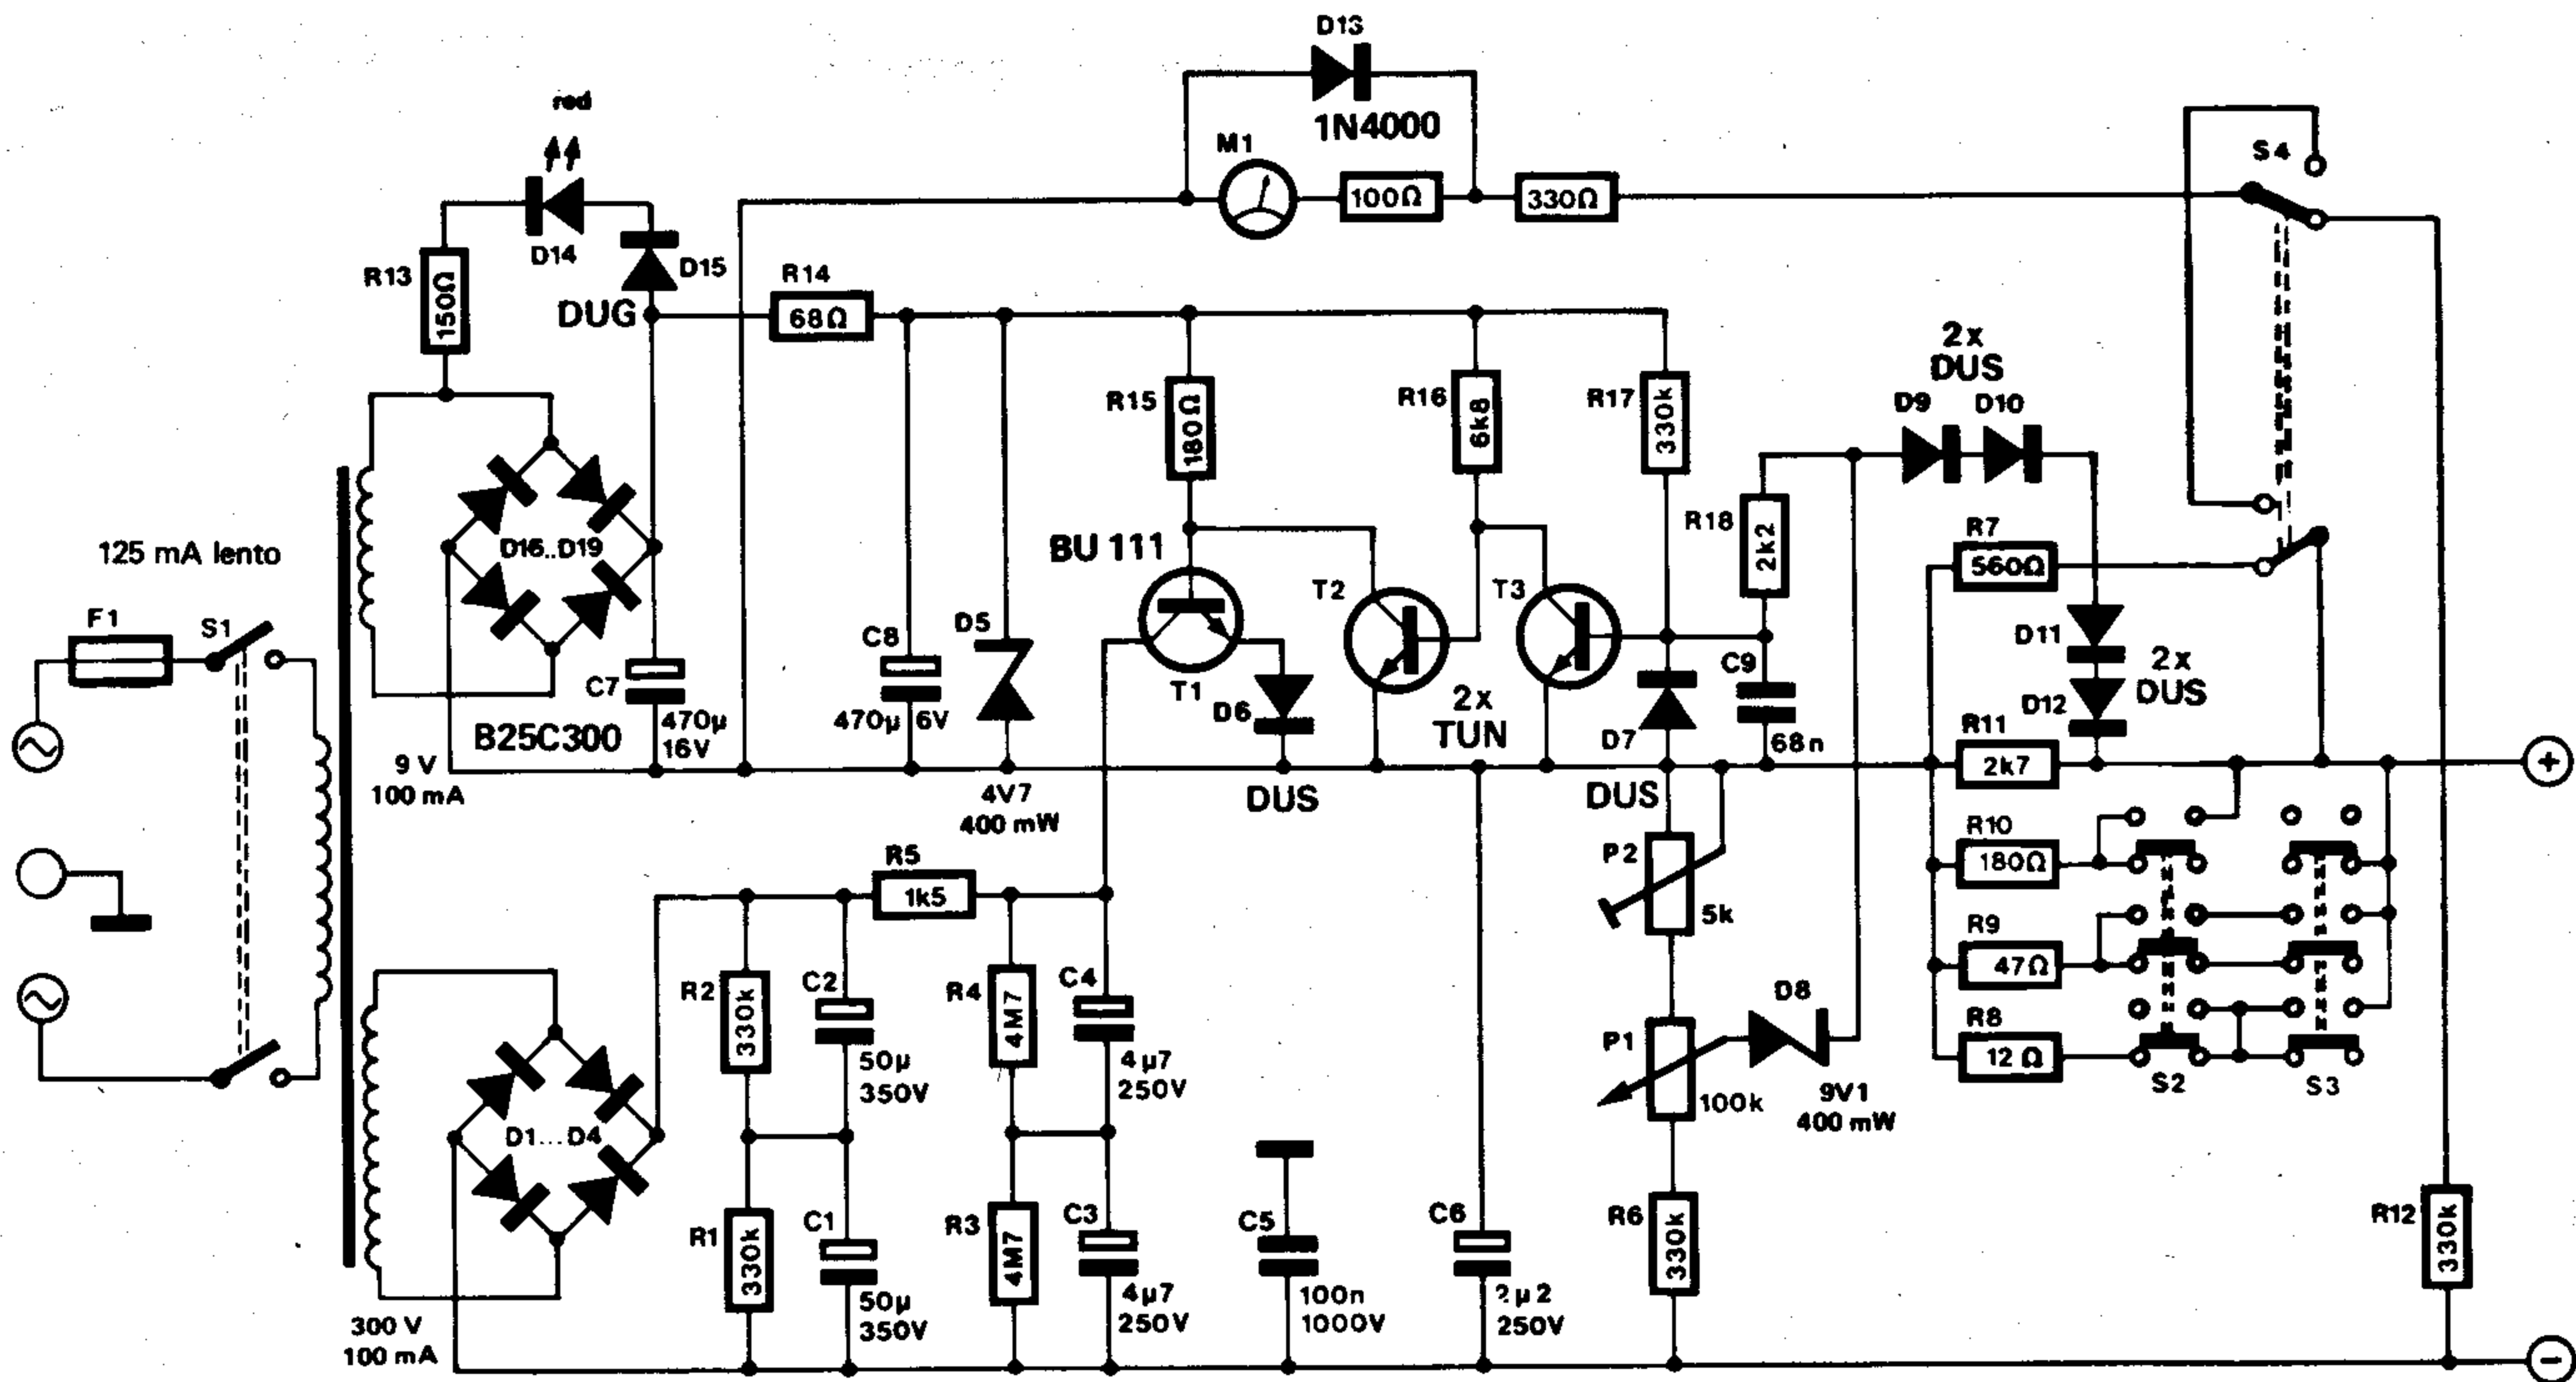 D13
1N4000
M1
100Ω
330Ω
S4
red
D14
D15
R13
150Ω
DUG
R14
68Ω
R15
180Ω
R16
6k8
R17
330k
2x
DUS
D9
D10
R18
2k2
R7
560Ω
125 mA lento
F1
S1
D16..D19
B25C300
9 V
100 mA
C7
470µ
16V
C8
470µ
6V
D5
4V7
400 mW
BU 111
T1
D6
DUS
T2
2x
TUN
T3
D7
DUS
C9
68n
D11
D12
2x
DUS
R11
2k7
+
R10
180Ω
R9
47Ω
R8
12Ω
S2
S3
P2
5k
P1
100k
D8
9V1
400 mW
R5
1k5
R2
330k
C2
50µ
350V
R4
4M7
C4
4µ7
250V
D1...D4
300 V
100 mA
R1
330k
C1
50µ
350V
R3
4M7
C3
4µ7
250V
C5
100n
1000V
C6
2µ2
250V
R6
330k
R12
330k
−